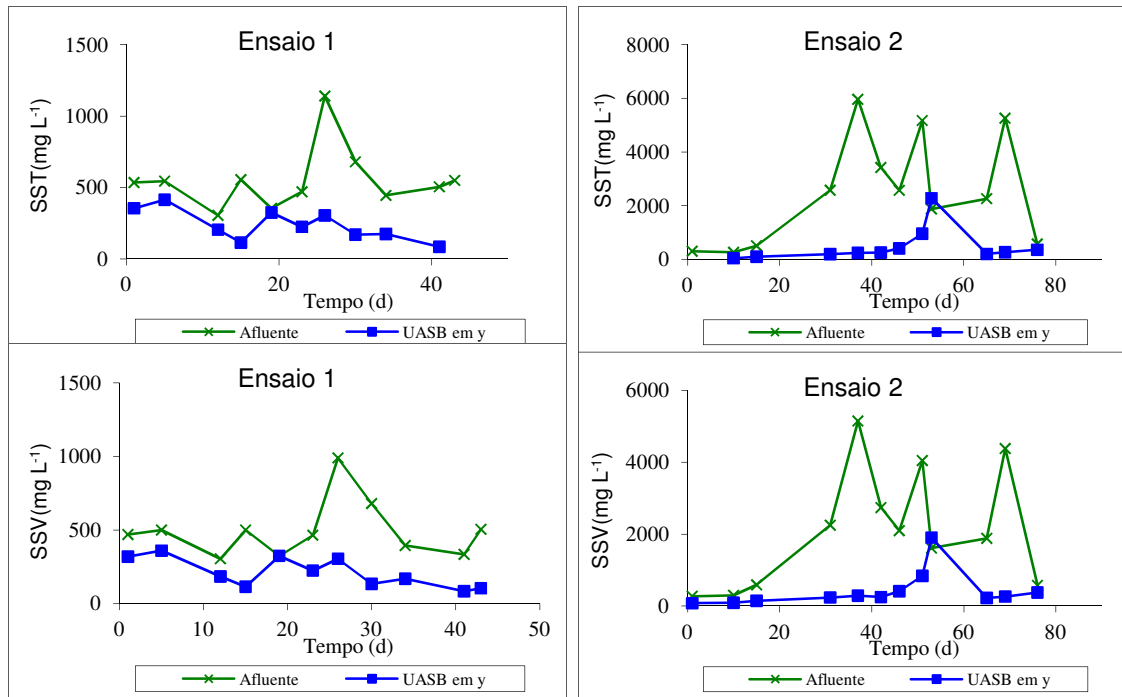 Ensaio 1
SST(mg L-1)
1500
1000
500
0
0 20 40
Tempo (d)
Afluente UASB em y
Ensaio 2
SST(mg L-1)
8000
6000
4000
2000
0
0 20 40 60 80
Tempo (d)
Afluente UASB em y
Ensaio 1
SSV(mg L-1)
1500
1000
500
0
0 10 20 30 40 50
Tempo (d)
Afluente UASB em y
Ensaio 2
SSV(mg L-1)
6000
4000
2000
0
0 20 40 60 80
Tempo (d)
Afluente UASB em y